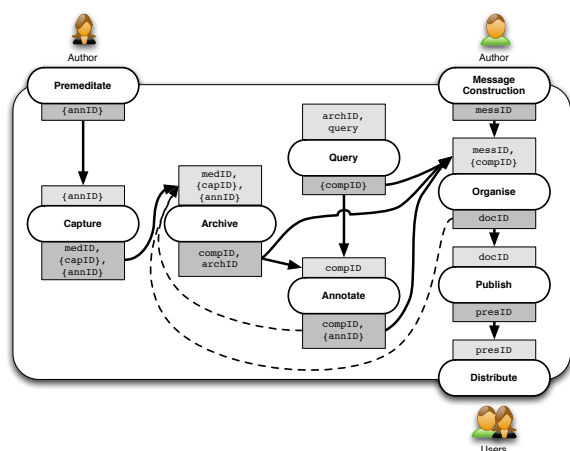 Author
Premeditate
{annID}
{annID}
Capture
medID,
{capID},
{annID}
medID,
{capID},
{annID}
Archive
compID,
archID
archID,
query
Query
{compID}
compID
Annotate
compID,
{annID}
Author
Message
Construction
messID
messID,
{compID}
Organise
docID
docID
Publish
presID
presID
Distribute
Users